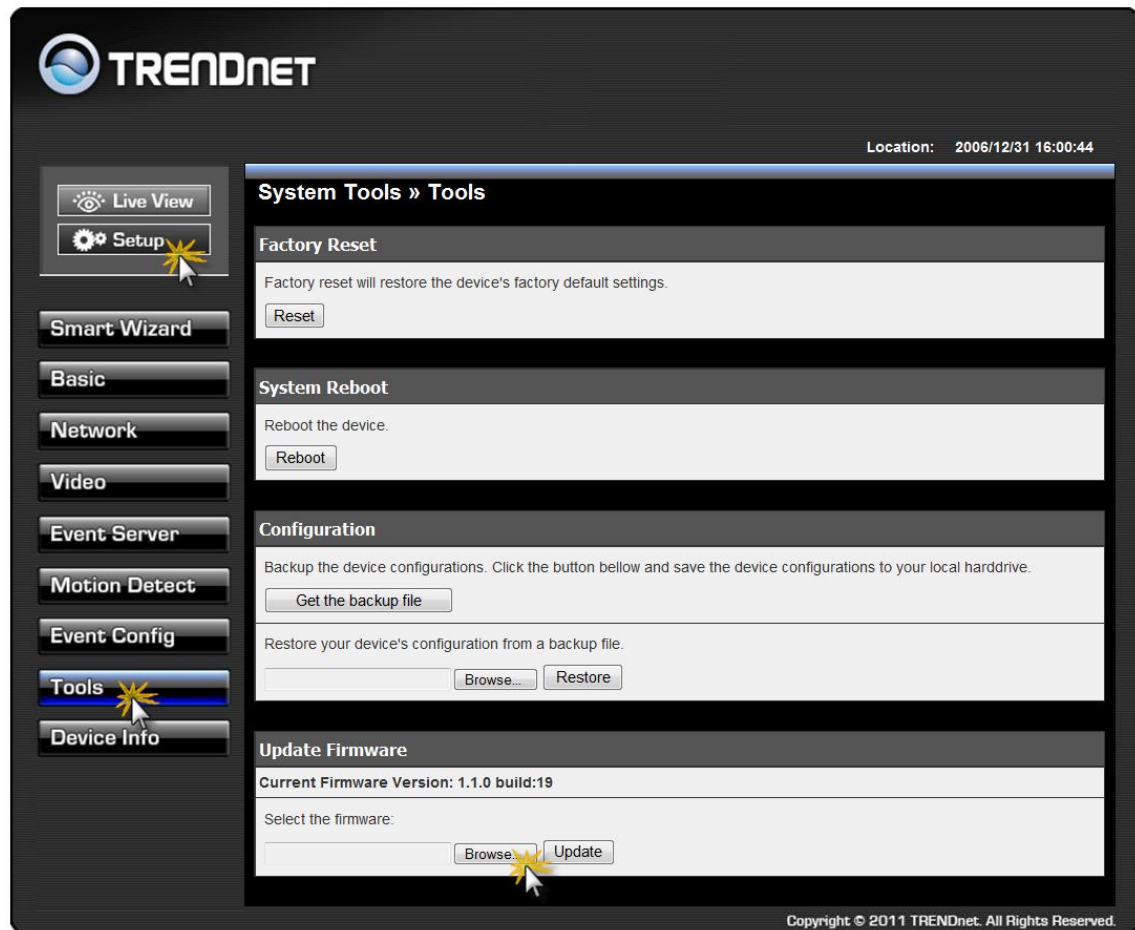 TRENDNET
Location: 2006/12/31 16:00:44
Live View
Setup
Smart Wizard
Basic
Network
Video
Event Server
Motion Detect
Event Config
Tools
Device Info
System Tools » Tools
Factory Reset
Factory reset will restore the device's factory default settings.
Reset
System Reboot
Reboot the device.
Reboot
Configuration
Backup the device configurations. Click the button bellow and save the device configurations to your local harddrive.
Get the backup file
Restore your device's configuration from a backup file.
Browse... Restore
Update Firmware
Current Firmware Version: 1.1.0 build:19
Select the firmware:
Browse... Update
Copyright © 2011 TRENDnet. All Rights Reserved.